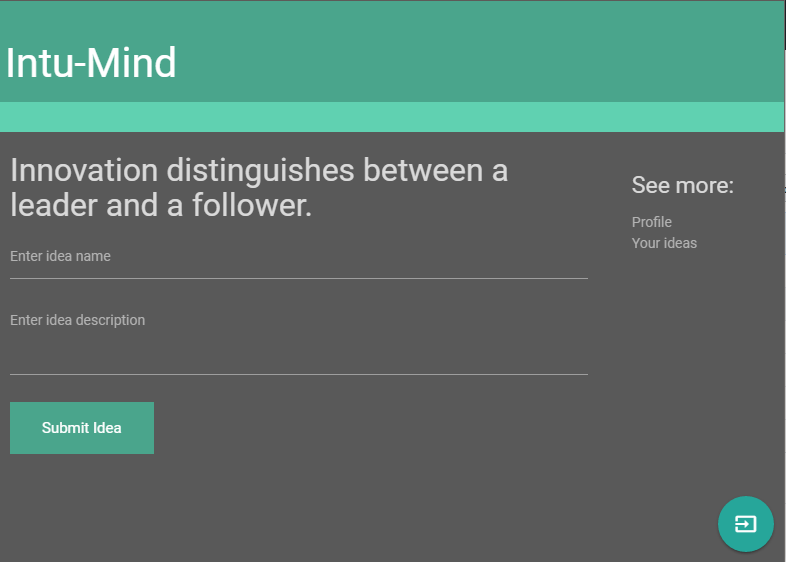 Intu-Mind
Innovation distinguishes between a
leader and a follower.
Enter idea name
Enter idea description
Submit Idea
See more:
Profile
Your ideas